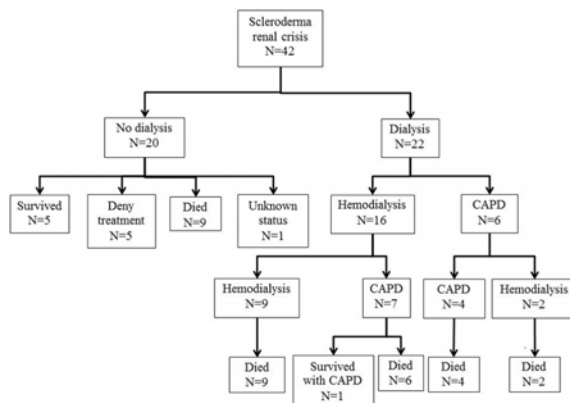 Scleroderma
renal crisis
N=42
No dialysis
N=20
Dialysis
N=22
Survived
N=5
Deny
treatment
N=5
Died
N=9
Unknown
status
N=1
Hemodialysis
N=16
CAPD
N=6
Hemodialysis
N=9
CAPD
N=7
CAPD
N=4
Hemodialysis
N=2
Died
N=9
Survived
with CAPD
N=1
Died
N=6
Died
N=4
Died
N=2